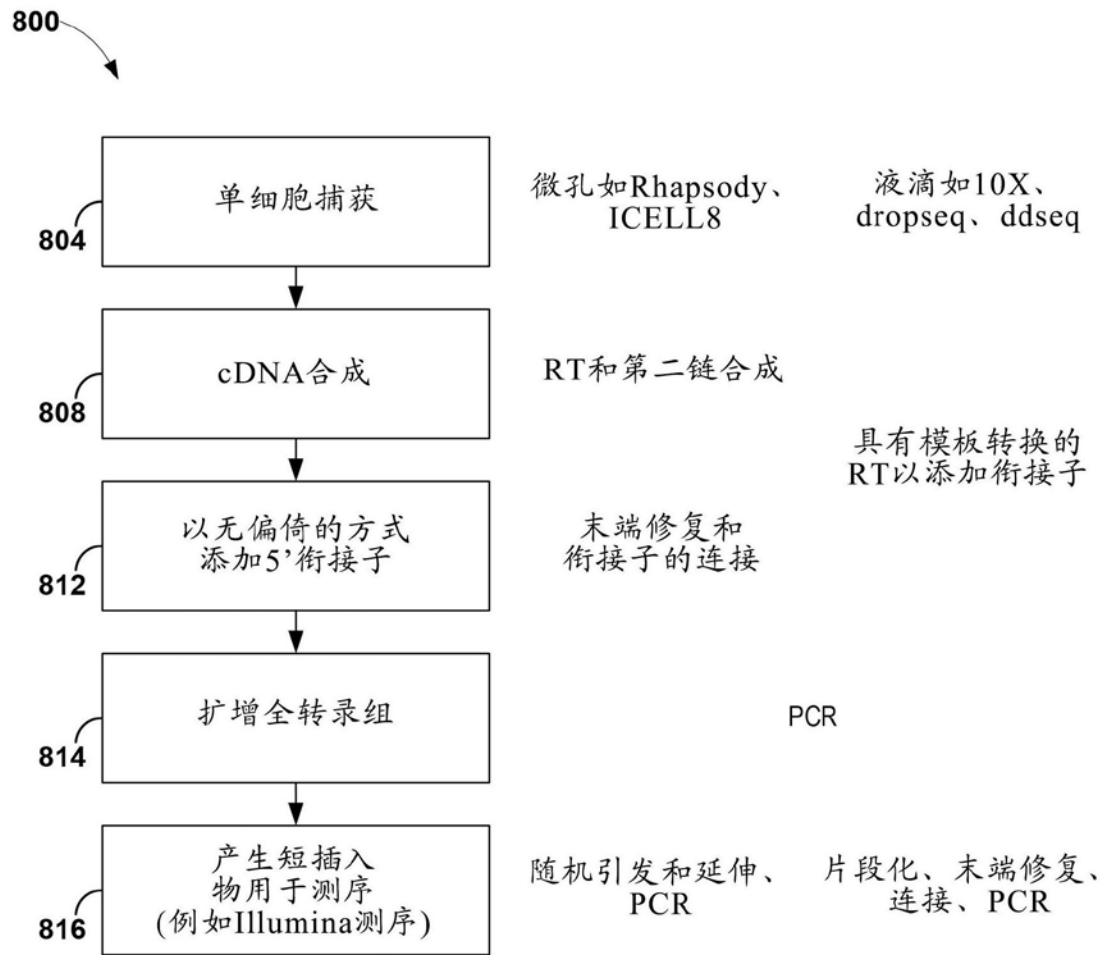 800
单细胞捕获
804
微孔如Rhapsody、
ICELL8
液滴如10X、
dropseq、ddseq
cDNA合成
808
RT和第二链合成
具有模板转换的
RT以添加衔接子
以无偏倚的方式
添加5’衔接子
812
末端修复和
衔接子的连接
扩增全转录组
814
PCR
产生短插入
物用于测序
(例如Illumina测序)
816
随机引发和延伸、
PCR
片段化、末端修复、
连接、PCR